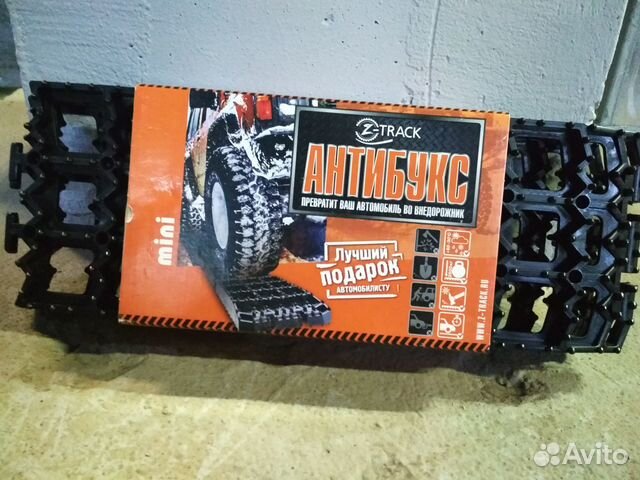 Z-TRACK
АНТИБУКС
ПРЕВРАТИТ ВАШ АВТОМОБИЛЬ ВО ВНЕДОРОЖНИК
mini
Лучший
ПОДАРОК
АВТОМОБИЛИСТУ
WWW.Z-TRACK.RU
Avito